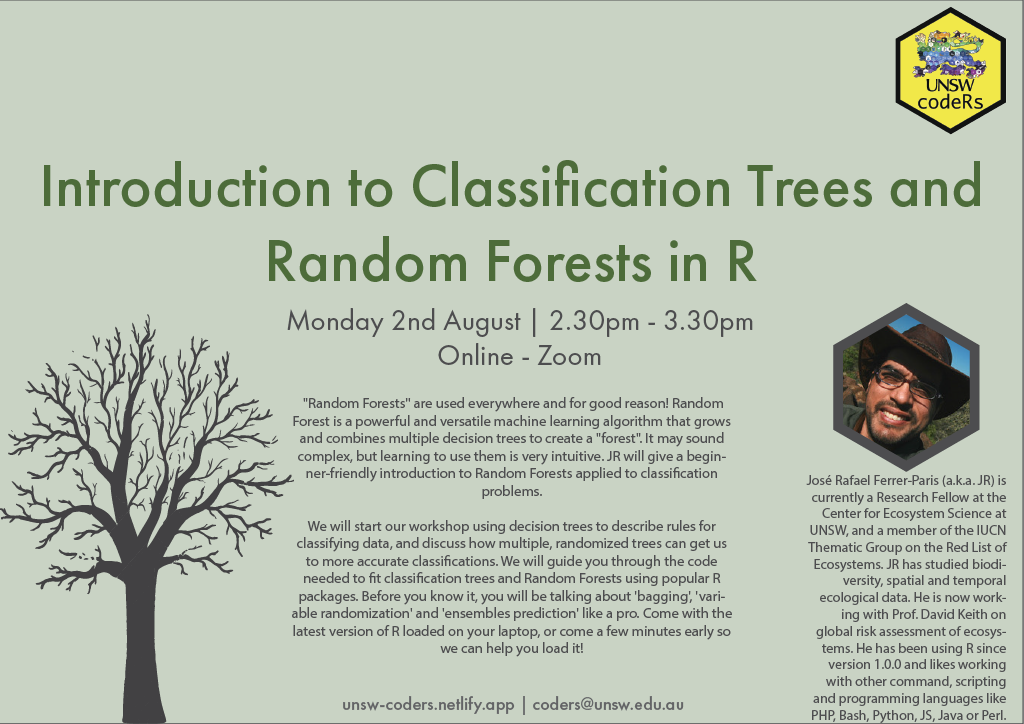 UNSW
codeRs
Introduction to Classification Trees and
Random Forests in R
Monday 2nd August | 2.30pm - 3.30pm
Online - Zoom
"Random Forests" are used everywhere and for good reason! Random
Forest is a powerful and versatile machine learning algorithm that grows
and combines multiple decision trees to create a "forest". It may sound
complex, but learning to use them is very intuitive. JR will give a begin-
ner-friendly introduction to Random Forests applied to classification
problems.
We will start our workshop using decision trees to describe rules for
classifying data, and discuss how multiple, randomized trees can get us
to more accurate classifications. We will guide you through the code
needed to fit classification trees and Random Forests using popular R
packages. Before you know it, you will be talking about 'bagging', 'vari-
able randomization' and 'ensembles prediction' like a pro. Come with the
latest version of R loaded on your laptop, or come a few minutes early so
we can help you load it!
unsw-coders.netlify.app | coders@unsw.edu.au
José Rafael Ferrer-Paris (a.k.a. JR) is
currently a Research Fellow at the
Center for Ecosystem Science at
UNSW, and a member of the IUCN
Thematic Group on the Red List of
Ecosystems. JR has studied biodi-
versity, spatial and temporal
ecological data. He is now work-
ing with Prof. David Keith on
global risk assessment of ecosys-
tems. He has been using R since
version 1.0.0 and likes working
with other command, scripting
and programming languages like
PHP, Bash, Python, JS, Java or Perl.